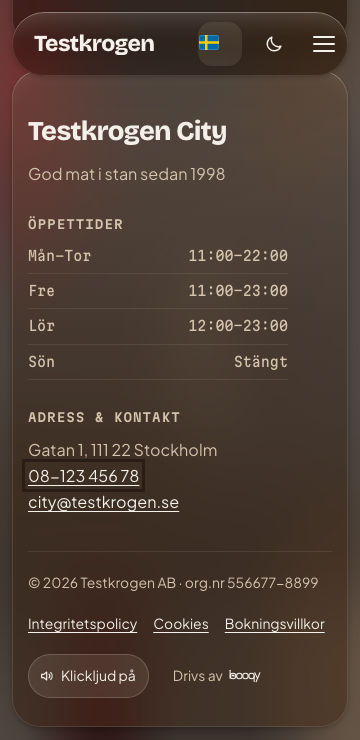 Testkrogen
Testkrogen City
God mat i stan sedan 1998
ÖPPETTIDER
Mån–Tor 11:00–22:00
Fre 11:00–23:00
Lör 12:00–23:00
Sön Stängt
ADRESS & KONTAKT
Gatan 1, 111 22 Stockholm
08-123 456 78
city@testkrogen.se
© 2026 Testkrogen AB · org.nr 556677-8899
Integritetspolicy Cookies Bokningsvillkor
Klickljud på Drivs av booqy